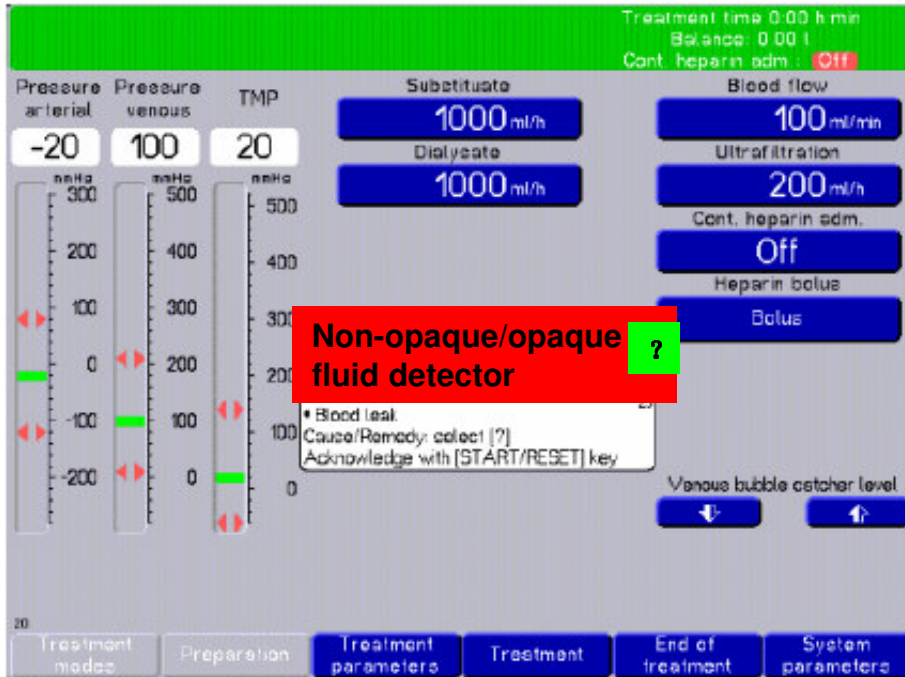 Treatment time 0:00 h:min
Balance: 0.00 l
Cont. heparin adm.: Off
Pressure arterial
Pressure venous
TMP
-20
100
20
mmHg
mmHg
mmHg
300
200
100
0
-100
-200
500
400
300
200
100
0
500
400
300
200
100
0
Substituate
1000 ml/h
Dialysate
1000 ml/h
Blood flow
100 ml/min
Ultrafiltration
200 ml/h
Cont. heparin adm.
Off
Heparin bolus
Bolus
Non-opaque/opaque
fluid detector
?
• Blood leak
Cause/Remedy: select [?]
Acknowledge with [START/RESET] key
Venous bubble catcher level
20
Treatment
modes
Preparation
Treatment
parameters
Treatment
End of
treatment
System
parameters